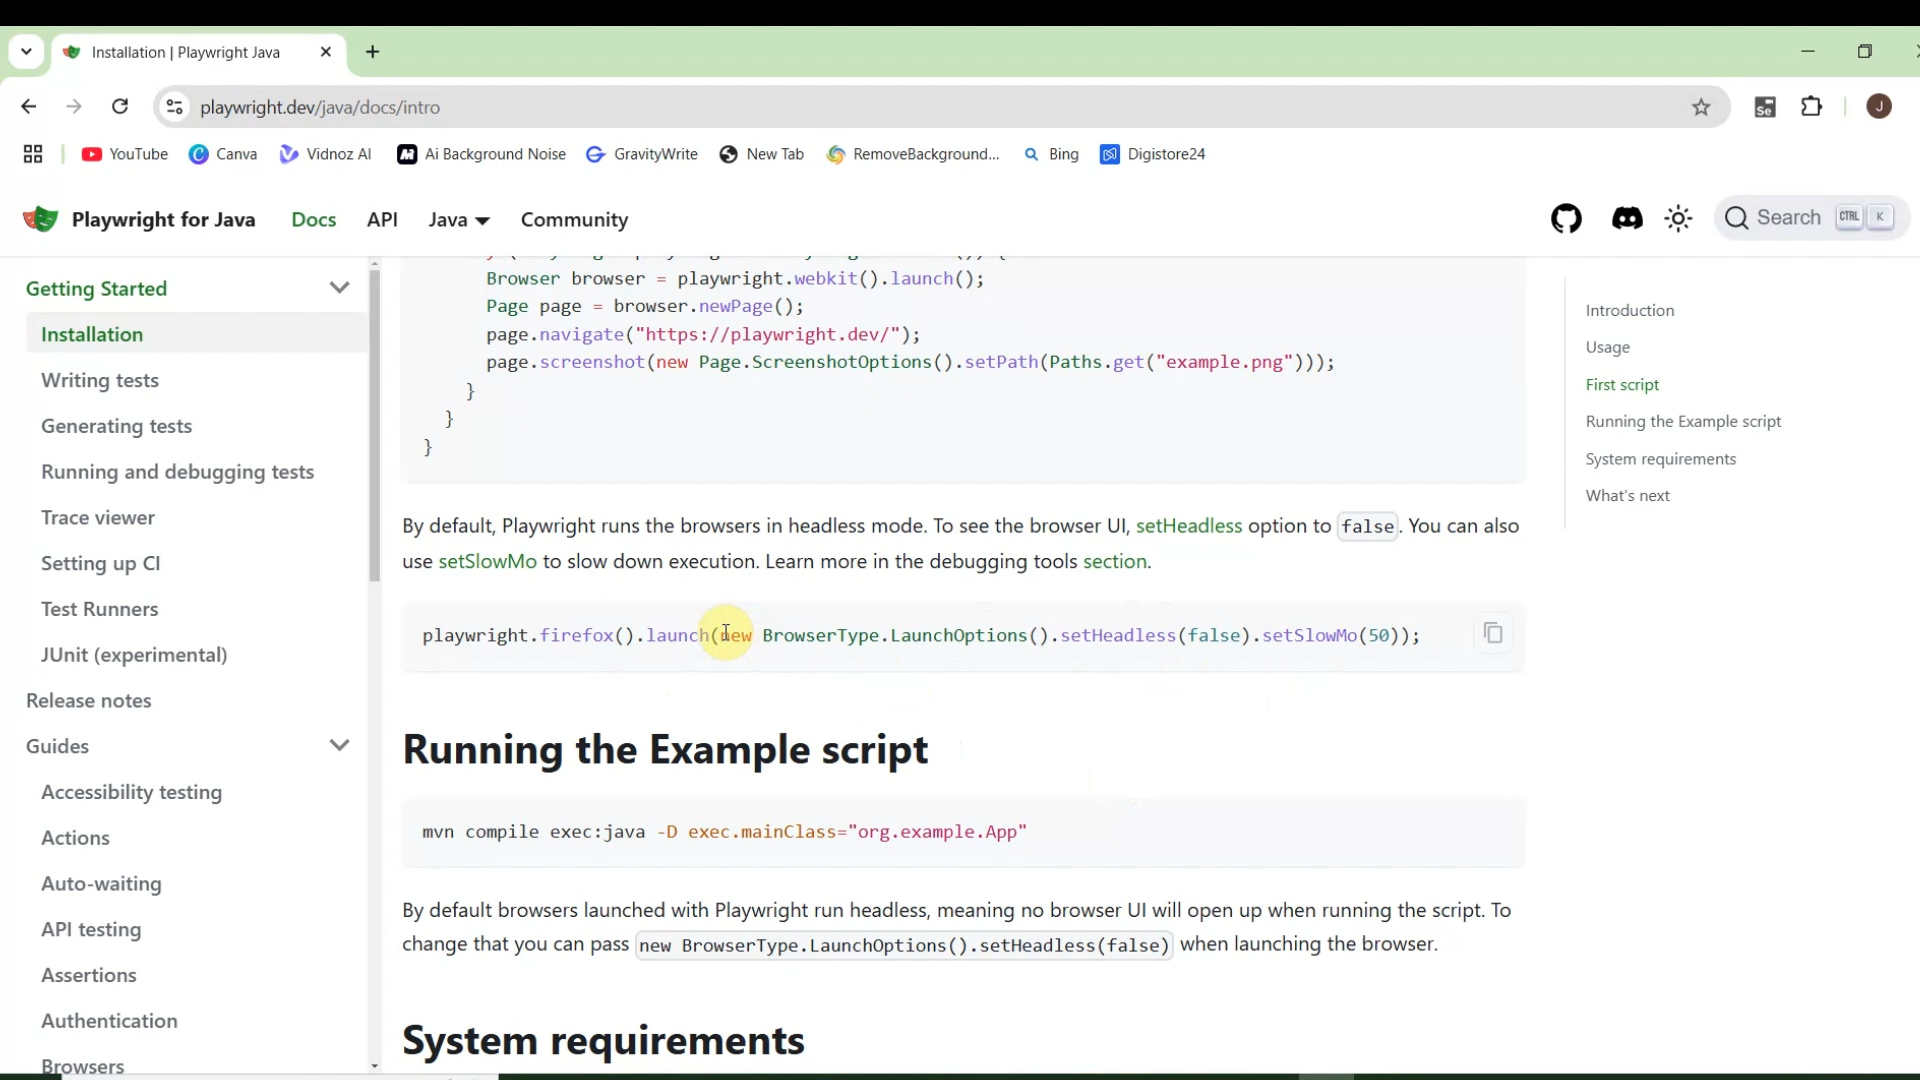 Installation | Playwright Java
playwright.dev/java/docs/intro
YouTube Canva Vidnoz AI Ai Background Noise GravityWrite New Tab RemoveBackground... Bing Digistore24
Se J
Playwright for Java Docs API Java Community Search CTRL K
Getting Started
Installation
Writing tests
Generating tests
Running and debugging tests
Trace viewer
Setting up CI
Test Runners
JUnit (experimental)
Release notes
Guides
Accessibility testing
Actions
Auto-waiting
API testing
Assertions
Authentication
Browsers
Browser browser = playwright.webkit().launch();
Page page = browser.newPage();
page.navigate("https://playwright.dev/");
page.screenshot(new Page.ScreenshotOptions().setPath(Paths.get("example.png")));
}
}
}
By default, Playwright runs the browsers in headless mode. To see the browser UI, setHeadless option to false. You can also
use setSlowMo to slow down execution. Learn more in the debugging tools section.
playwright.firefox().launch(new BrowserType.LaunchOptions().setHeadless(false).setSlowMo(50));
Running the Example script
mvn compile exec:java -D exec.mainClass="org.example.App"
By default browsers launched with Playwright run headless, meaning no browser UI will open up when running the script. To
change that you can pass new BrowserType.LaunchOptions().setHeadless(false) when launching the browser.
System requirements
Introduction
Usage
First script
Running the Example script
System requirements
What's next